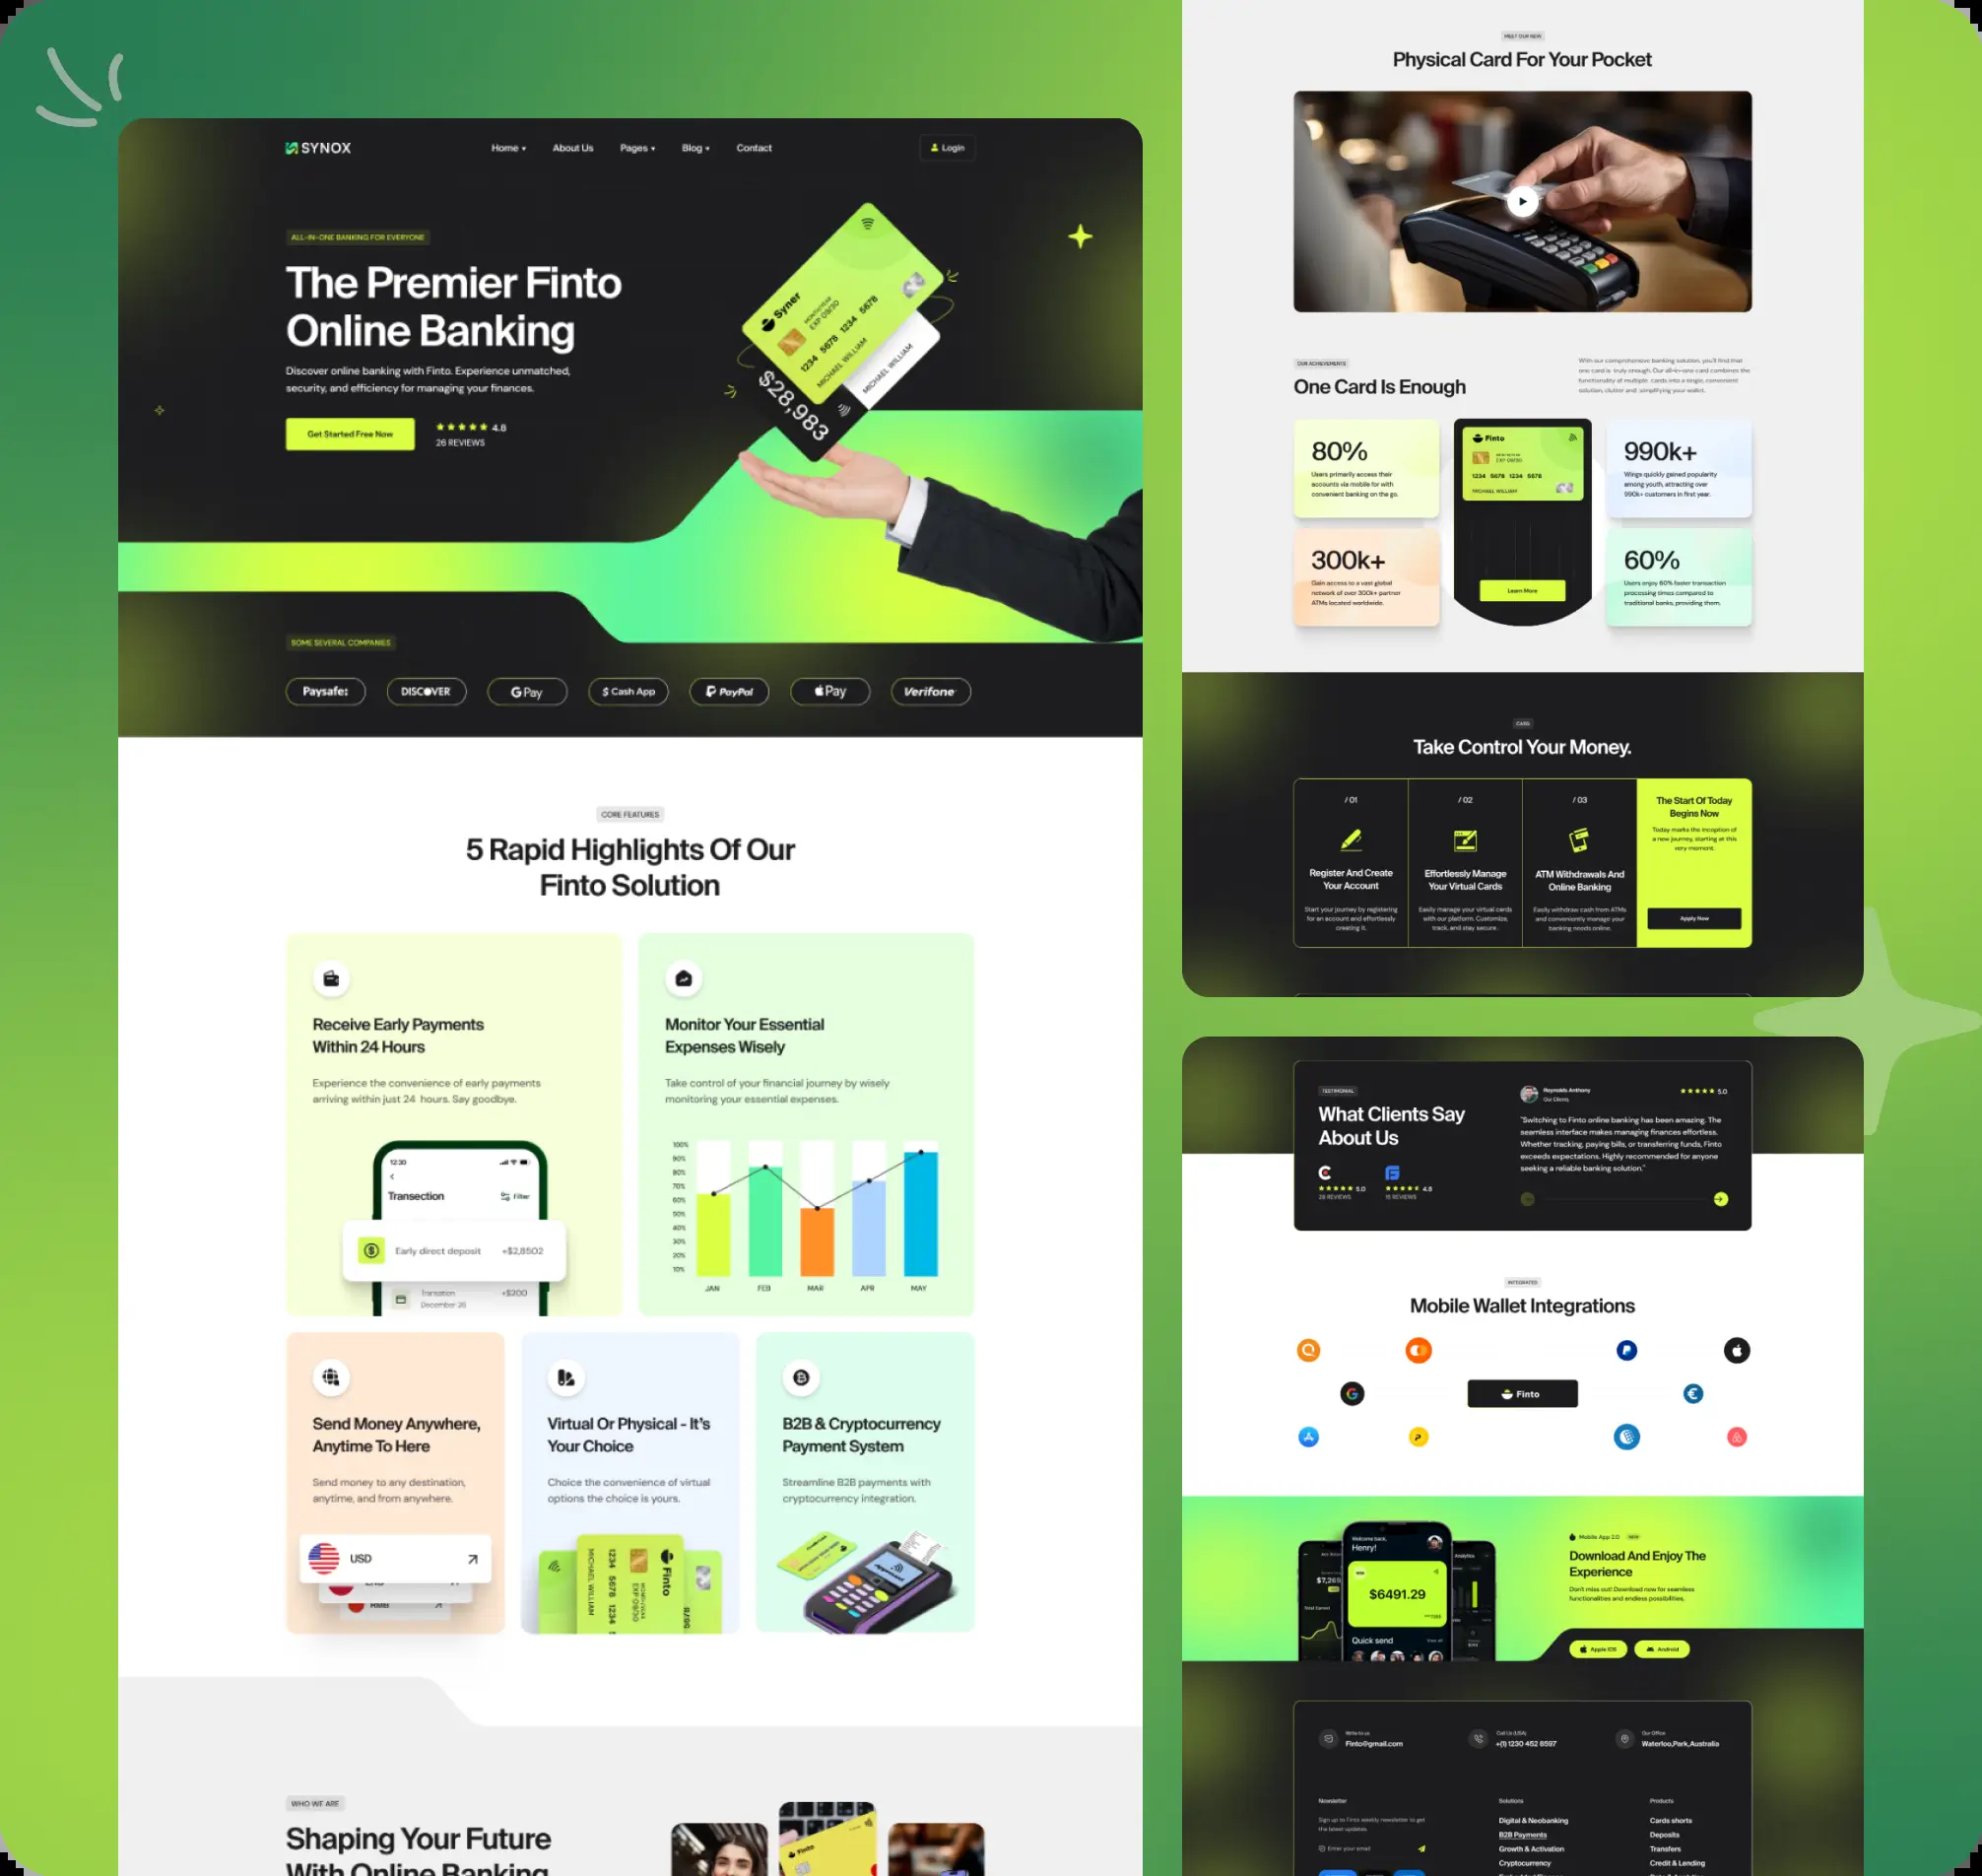 SYNOX
Home
About Us
Pages
Blog
Contact
Login
ALL-IN-ONE BANKING FOR EVERYONE
The Premier Finto
Online Banking
Discover online banking with Finto. Experience unmatched,
security, and efficiency for managing your finances.
Get Started Free Now
4.8
26 REVIEWS
Syner
MONTH/YEAR
EXP 09/30
1234 5678 1234 5678
MICHAEL WILLIAM
MICHAEL WILLIAM
$28,983
SOME SEVERAL COMPANIES
Paysafe:
DISCOVER
G Pay
$ Cash App
PayPal
Pay
Verifone
CORE FEATURES
5 Rapid Highlights Of Our
Finto Solution
Receive Early Payments
Within 24 Hours
Experience the convenience of early payments
arriving within just 24 hours. Say goodbye.
12:30
Transection
Filter
Early direct deposit
+$2,8502
Transation
+$200
December 26
Monitor Your Essential
Expenses Wisely
Take control of your financial journey by wisely
monitoring your essential expenses.
100%
90%
80%
70%
60%
50%
40%
30%
20%
10%
JAN
FEB
MAR
APR
MAY
Send Money Anywhere,
Anytime To Here
Send money to any destination,
anytime, and from anywhere.
USD
Virtual Or Physical - It's
Your Choice
Choice the convenience of virtual
options the choice is yours.
Finto
1234 5678 1234
MICHAEL WILLIAM
B2B & Cryptocurrency
Payment System
Streamline B2B payments with
cryptocurrency integration.
WHO WE ARE
Shaping Your Future
With Online Banking
Finto
MEET OUR NEW
Physical Card For Your Pocket
OUR ACHIEVEMENTS
One Card Is Enough
With our comprehensive banking solution, you'll find that
one card is truly enough. Our all-in-one card combines the
functionality of multiple cards into a single, convenient
solution, clutter and simplifying your wallet.
80%
Users primarily access their
accounts via mobile for with
convenient banking on the go.
300k+
Gain access to a vast global
network of over 300k+ partner
ATMs located worldwide.
Finto
1234 5678 1234 5678
MICHAEL WILLIAM
Learn More
990k+
Wings quickly gained popularity
among youth, attracting over
990k+ customers in first year.
60%
Users enjoy 60% faster transaction
processing times compared to
traditional banks, providing them.
CARD
Take Control Your Money.
/ 01
Register And Create
Your Account
Start your journey by registering
for an account and effortlessly
creating it.
/ 02
Effortlessly Manage
Your Virtual Cards
Easily manage your virtual cards
with our platform. Customize,
track, and stay secure.
/ 03
ATM Withdrawals And
Online Banking
Easily withdraw cash from ATMs
and conveniently manage your
banking needs online.
The Start Of Today
Begins Now
Today marks the inception of
a new journey, starting at this
very moment.
Apply Now
TESTIMONIAL
What Clients Say
About Us
5.0
28 REVIEWS
4.8
15 REVIEWS
Reynolds Anthony
Our Clients
5.0
"Switching to Finto online banking has been amazing. The
seamless interface makes managing finances effortless.
Whether tracking, paying bills, or transferring funds, Finto
exceeds expectations. Highly recommended for anyone
seeking a reliable banking solution."
INTEGRATED
Mobile Wallet Integrations
Finto
Welcome back,
Henry!
$6491.29
Quick send
View all
Total Earned
Analytics
Mobile App 2.0
NEW
Download And Enjoy The
Experience
Don't miss out! Download now for seamless
functionalities and endless possibilities.
Apple iOS
Android
Write to us
Finto@gmail.com
Call Us (USA)
+(1) 1230 452 8597
Our Office
Waterloo,Park,Australia
Newsletter
Sign up to Finto weekly newsletter to get
the latest updates.
Enter your email
Solutions
Digital & Neobanking
B2B Payments
Growth & Activation
Cryptocurrency
Products
Cards shorts
Deposits
Transfers
Credit & Lending